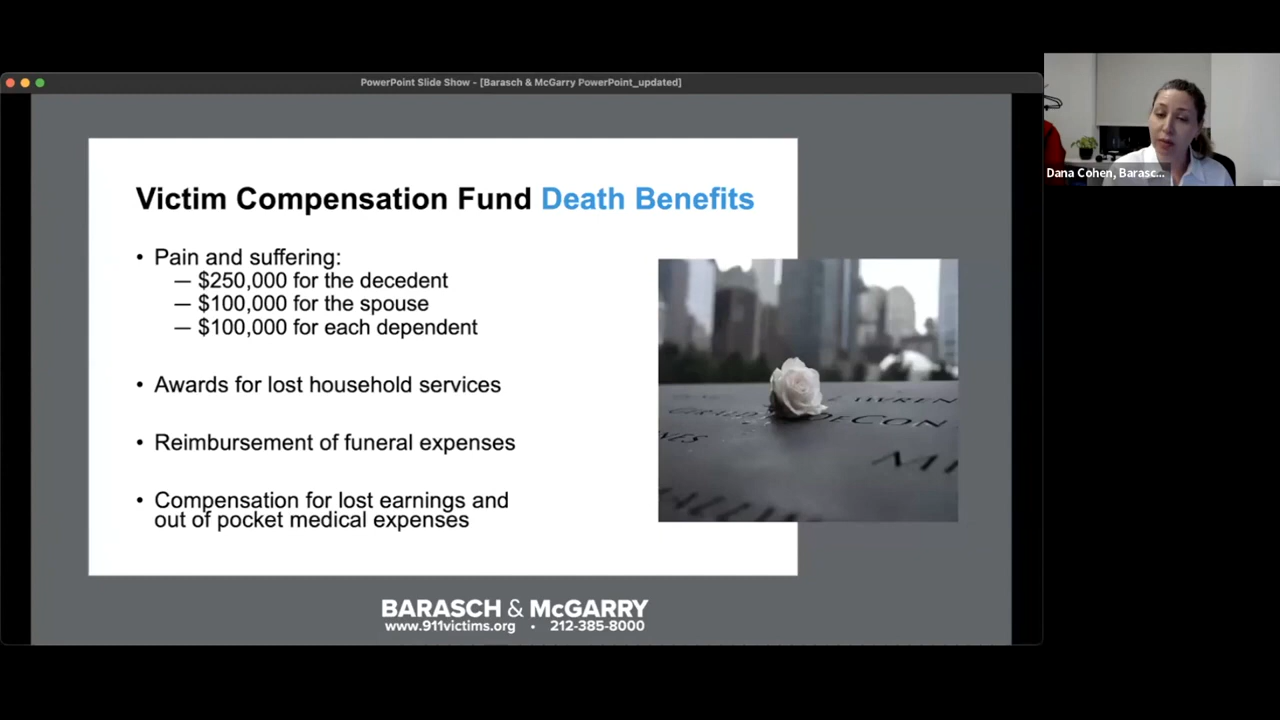 PowerPoint Slide Show - [Barasch & McGarry PowerPoint_updated]
Victim Compensation Fund Death Benefits
• Pain and suffering:
— $250,000 for the decedent
— $100,000 for the spouse
— $100,000 for each dependent
• Awards for lost household services
• Reimbursement of funeral expenses
• Compensation for lost earnings and
out of pocket medical expenses
BARASCH & McGARRY
www.911victims.org • 212-385-8000
Dana Cohen, Barasc...